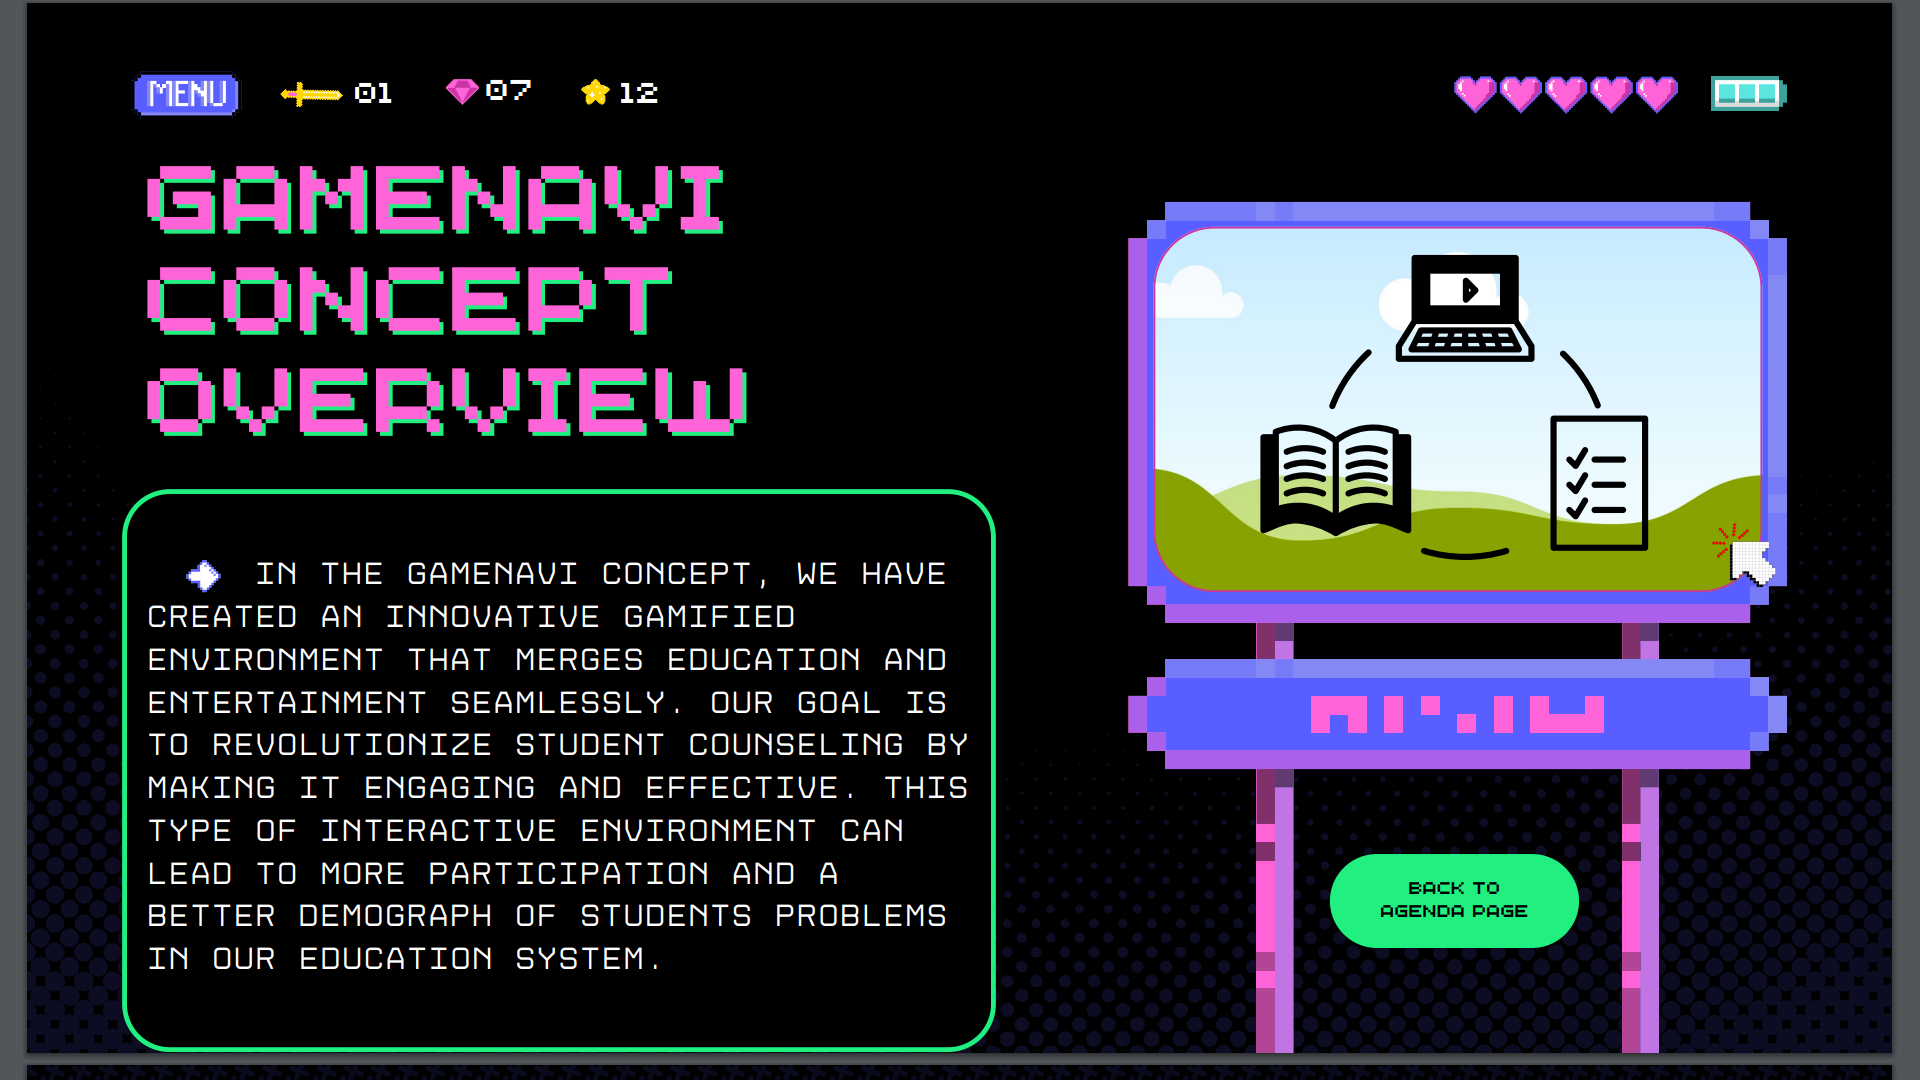 MENU 01 07 12
GAMENAVI
CONCEPT
OVERVIEW
IN THE GAMENAVI CONCEPT, WE HAVE
CREATED AN INNOVATIVE GAMIFIED
ENVIRONMENT THAT MERGES EDUCATION AND
ENTERTAINMENT SEAMLESSLY. OUR GOAL IS
TO REVOLUTIONIZE STUDENT COUNSELING BY
MAKING IT ENGAGING AND EFFECTIVE. THIS
TYPE OF INTERACTIVE ENVIRONMENT CAN
LEAD TO MORE PARTICIPATION AND A
BETTER DEMOGRAPH OF STUDENTS PROBLEMS
IN OUR EDUCATION SYSTEM.
BACK TO
AGENDA PAGE